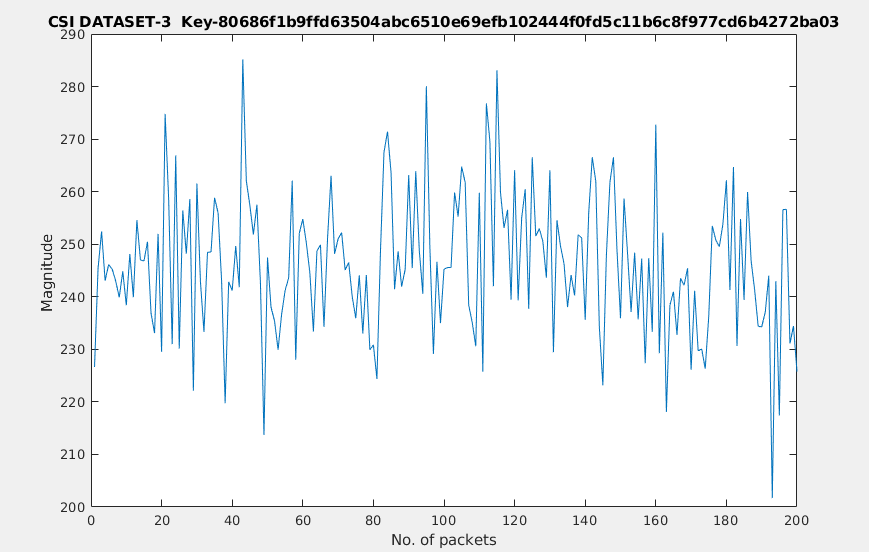 CSI DATASET-3 Key-80686f1b9ffd63504abc6510e69efb102444f0fd5c11b6c8f977cd6b4272ba03
290
280
270
260
250
240
230
220
210
200
Magnitude
0 20 40 60 80 100 120 140 160 180 200
No. of packets